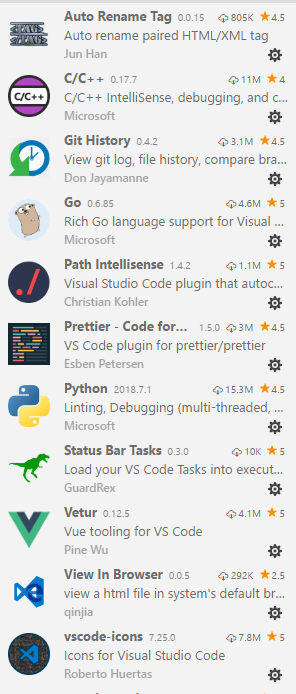 Auto Rename Tag 0.0.15 805K 4.5
Auto rename paired HTML/XML tag
Jun Han
C/C++ 0.17.7 11M 4
C/C++ IntelliSense, debugging, and c...
Microsoft
Git History 0.4.2 3.1M 4.5
View git log, file history, compare bra...
Don Jayamanne
Go 0.6.85 4.6M 5
Rich Go language support for Visual ...
Microsoft
Path Intellisense 1.4.2 1.1M 5
Visual Studio Code plugin that autoc...
Christian Kohler
Prettier - Code for... 1.5.0 3M 4.5
VS Code plugin for prettier/prettier
Esben Petersen
Python 2018.7.1 15.3M 4.5
Linting, Debugging (multi-threaded, ...
Microsoft
Status Bar Tasks 0.3.0 10K 5
Load your VS Code Tasks into execut...
GuardRex
Vetur 0.12.5 4.1M 5
Vue tooling for VS Code
Pine Wu
View In Browser 0.0.5 292K 2.5
view a html file in system's default br...
qinjia
vscode-icons 7.25.0 7.8M 5
Icons for Visual Studio Code
Roberto Huertas